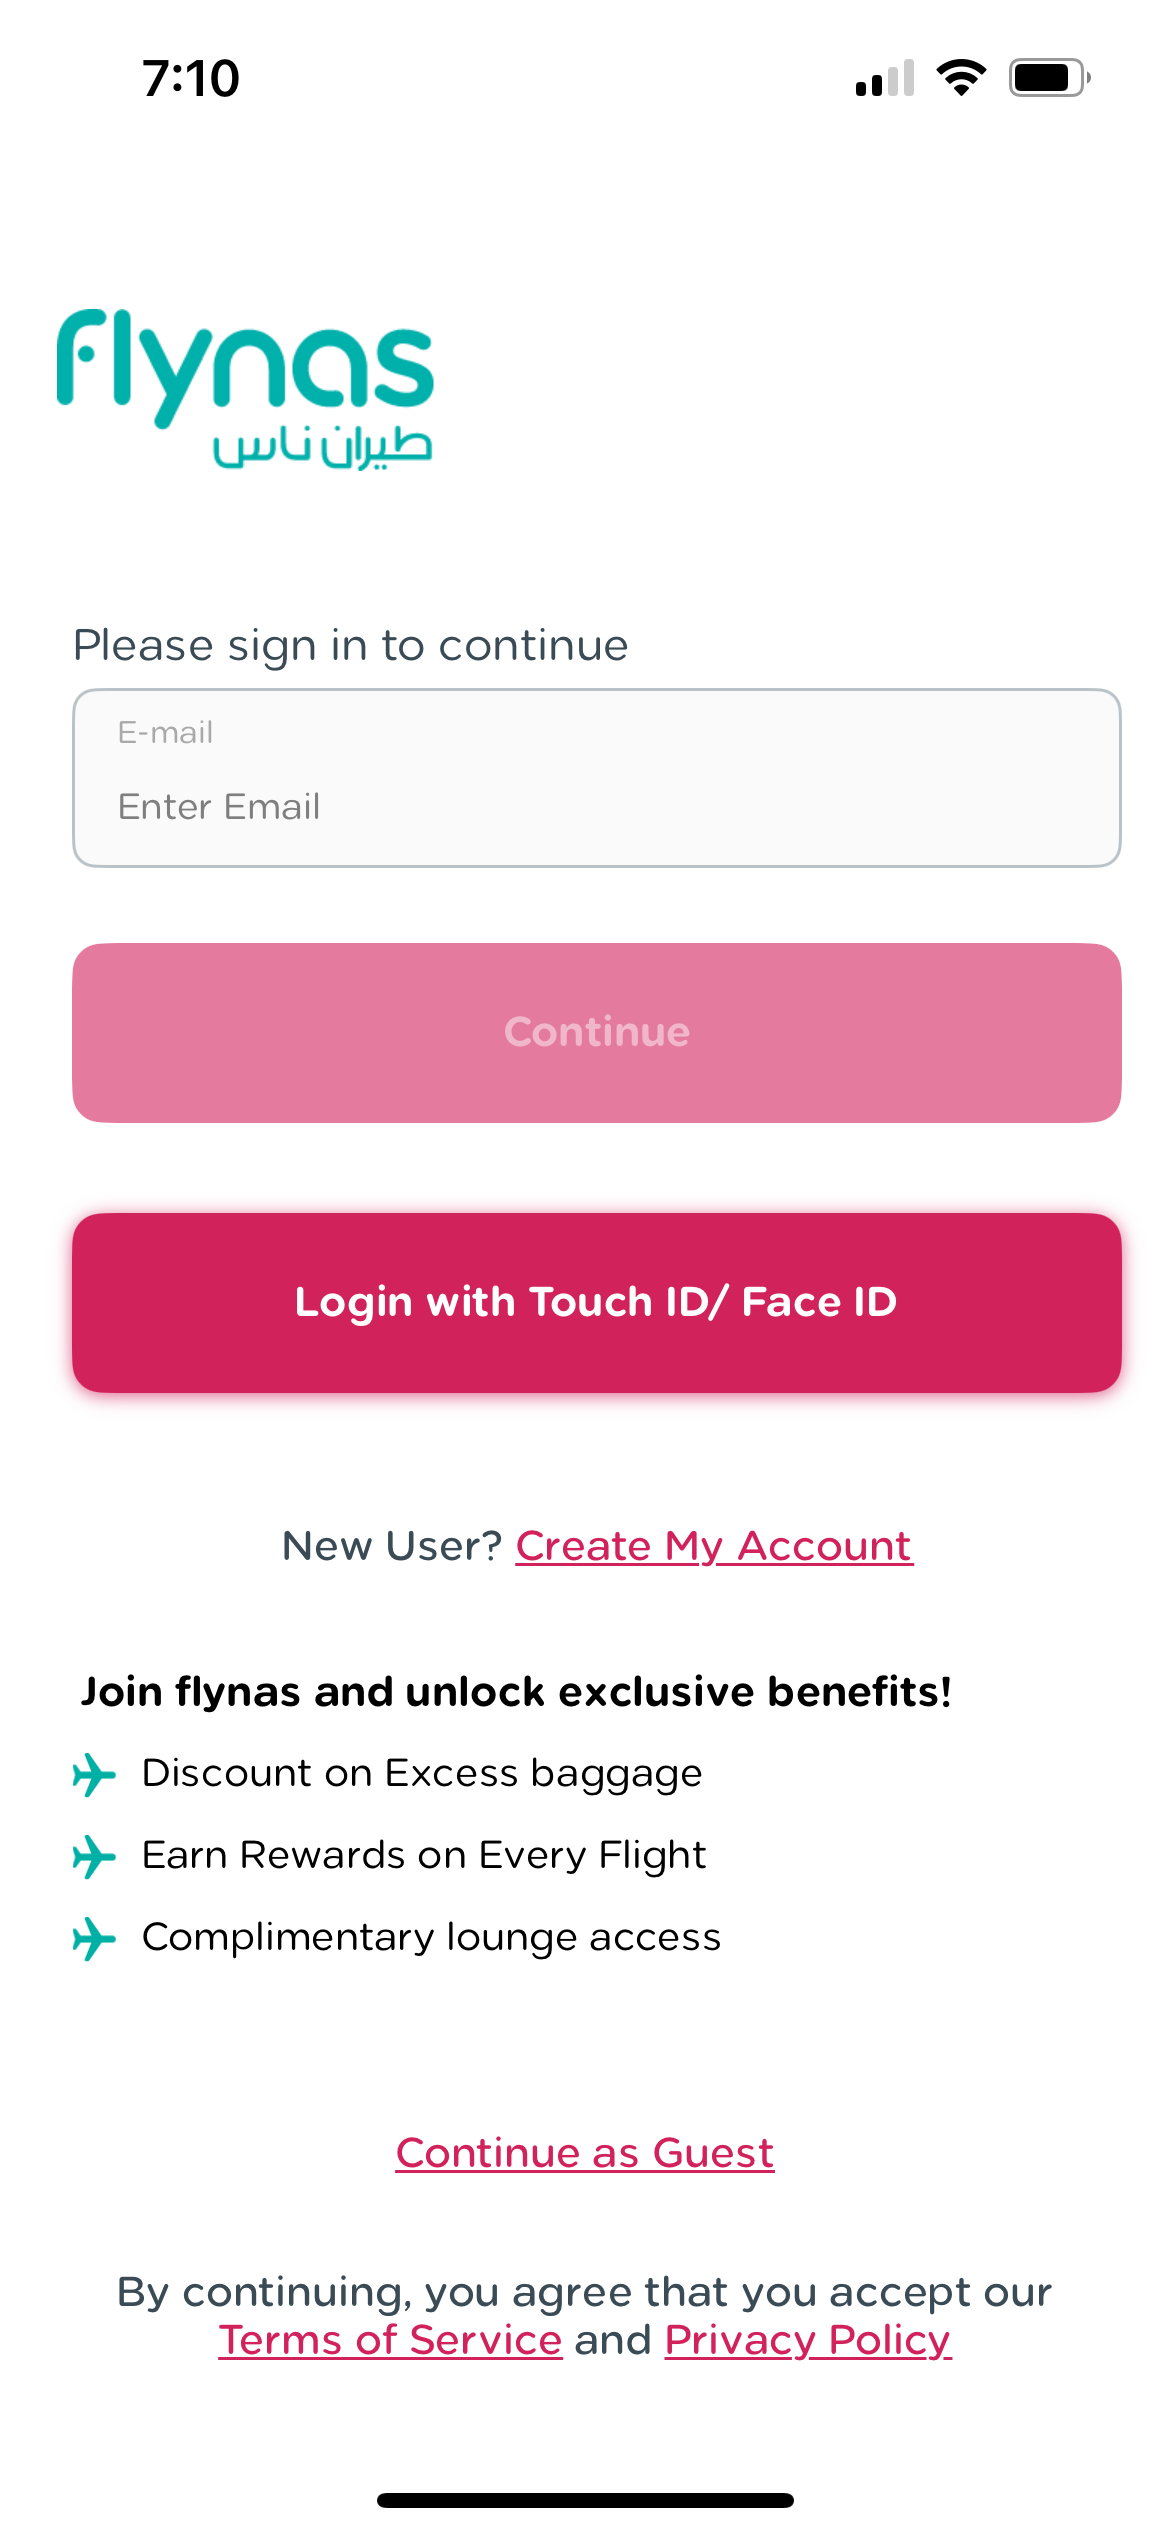 7:10
flynas
طيران ناس
Please sign in to continue
E-mail
Enter Email
Continue
Login with Touch ID/ Face ID
New User? Create My Account
Join flynas and unlock exclusive benefits!
Discount on Excess baggage
Earn Rewards on Every Flight
Complimentary lounge access
Continue as Guest
By continuing, you agree that you accept our
Terms of Service and Privacy Policy